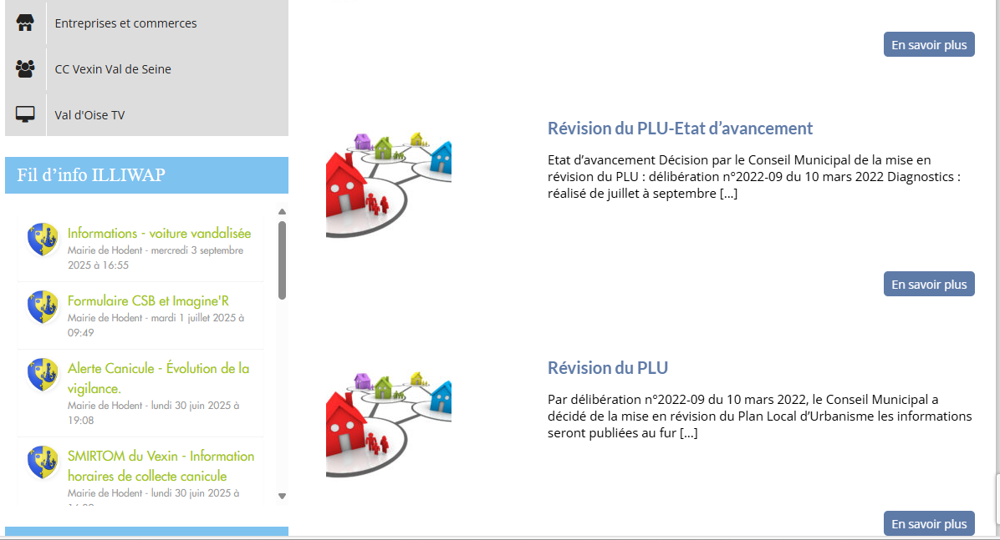 Entreprises et commerces
CC Vexin Val de Seine
Val d'Oise TV
Fil d’info ILLIWAP
Informations - voiture vandalisée
Mairie de Hodent - mercredi 3 septembre
2025 à 16:55
Formulaire CSB et Imagine'R
Mairie de Hodent - mardi 1 juillet 2025 à
09:49
Alerte Canicule - Évolution de la
vigilance.
Mairie de Hodent - lundi 30 juin 2025 à
19:08
SMIRTOM du Vexin - Information
horaires de collecte canicule
Mairie de Hodent - lundi 30 juin 2025 à
En savoir plus
Révision du PLU-Etat d’avancement
Etat d’avancement Décision par le Conseil Municipal de la mise en
révision du PLU : délibération n°2022-09 du 10 mars 2022 Diagnostics :
réalisé de juillet à septembre [...]
En savoir plus
Révision du PLU
Par délibération n°2022-09 du 10 mars 2022, le Conseil Municipal a
décidé de la mise en révision du Plan Local d’Urbanisme les informations
seront publiées au fur [...]
En savoir plus